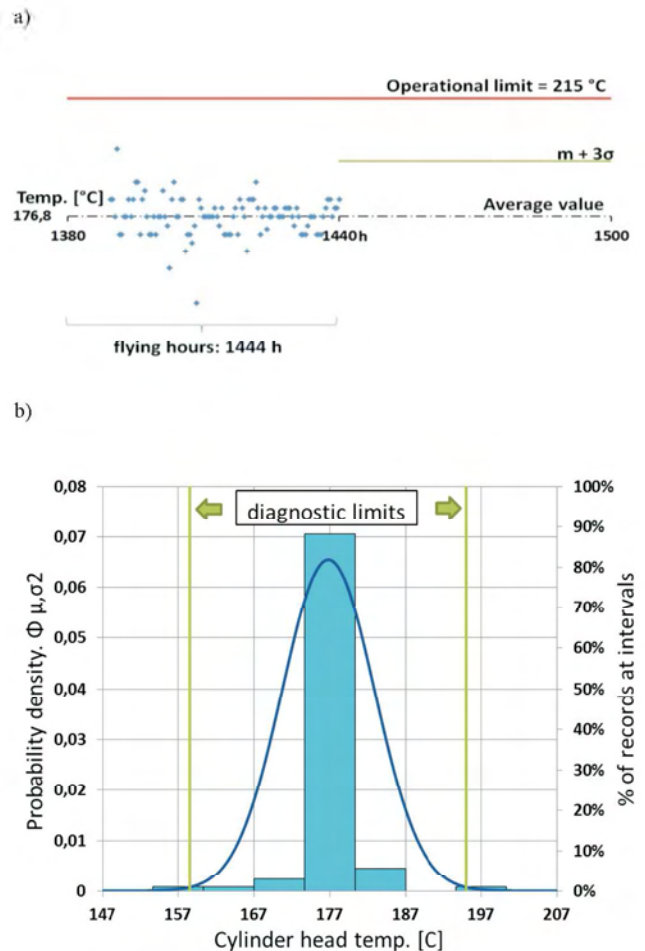 a)
Operational limit = 215 °C
m + 3σ
Temp. [°C]
Average value
176,8
1380
1440h
1500
flying hours: 1444 h
b)
0,08
100%
diagnostic limits
90%
0,07
80%
0,06
70%
0,05
60%
0,04
50%
0,03
40%
30%
0,02
20%
0,01
10%
0
0%
Probability density. Φ μ,σ2
% of records at intervals
147
157
167
177
187
197
207
Cylinder head temp. [C]